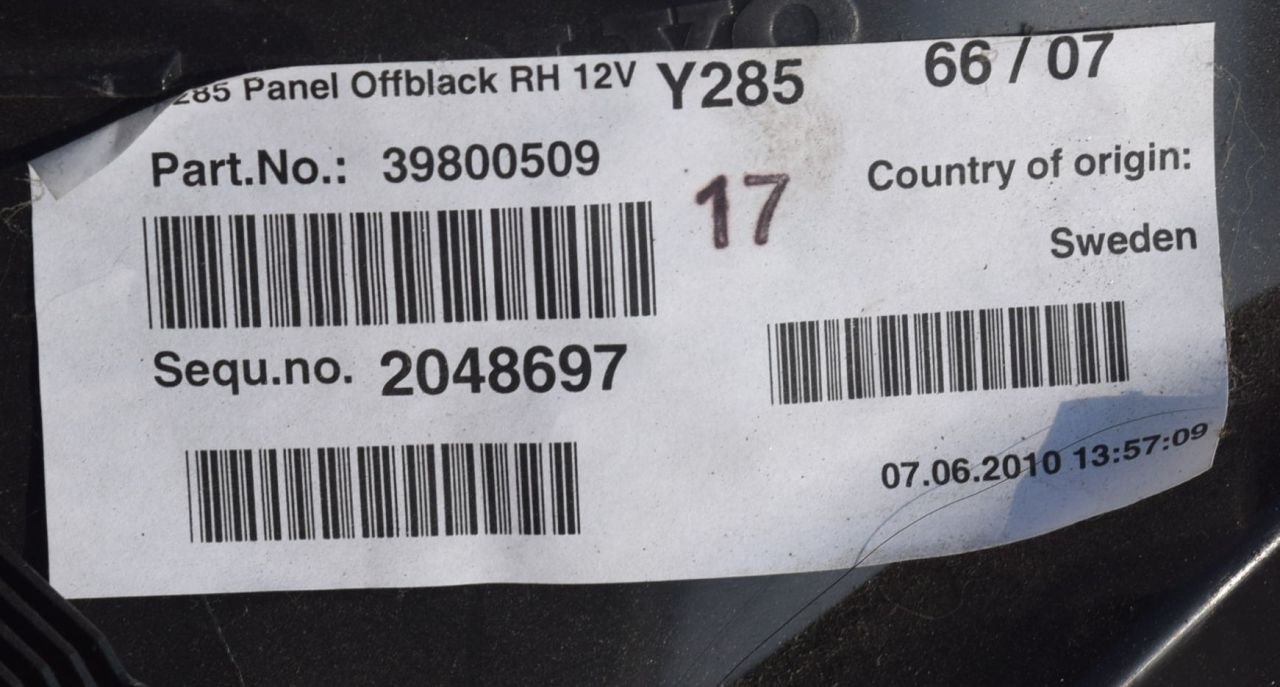 285 Panel Offblack RH 12V Y285 66 / 07
Part.No.: 39800509
17
Country of origin:
Sweden
Sequ.no. 2048697
07.06.2010 13:57:09